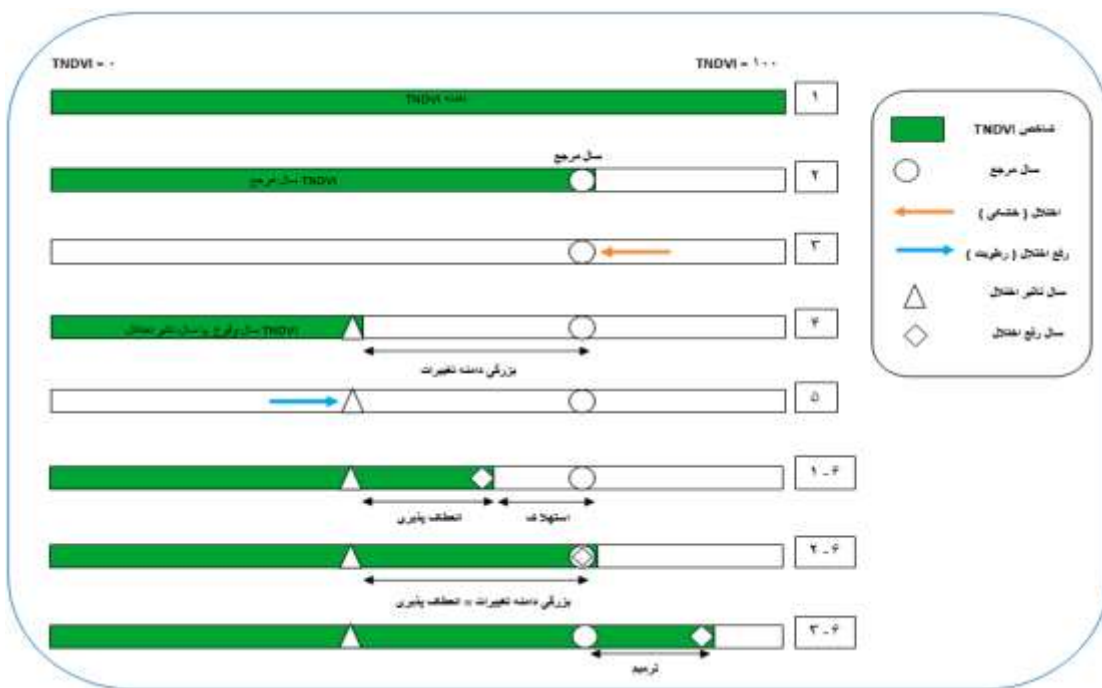 TNDVI = ۰
TNDVI = ۱۰۰
دامنه TNDVI
۱
سال مرجع
TNDVI سال مرجع
۲
۳
TNDVI سال وقوع یا سال تاثیر اختلال
۴
بزرگی دامنه تغییرات
۵
۶ - ۱
انعطاف پذیری
استهلاک
۶ - ۲
بزرگی دامنه تغییرات = انعطاف پذیری
۶ - ۳
ترمیم
شاخص TNDVI
سال مرجع
اختلال ( خشکی )
رفع اختلال ( رطوبت )
سال تاثیر اختلال
سال رفع اختلال